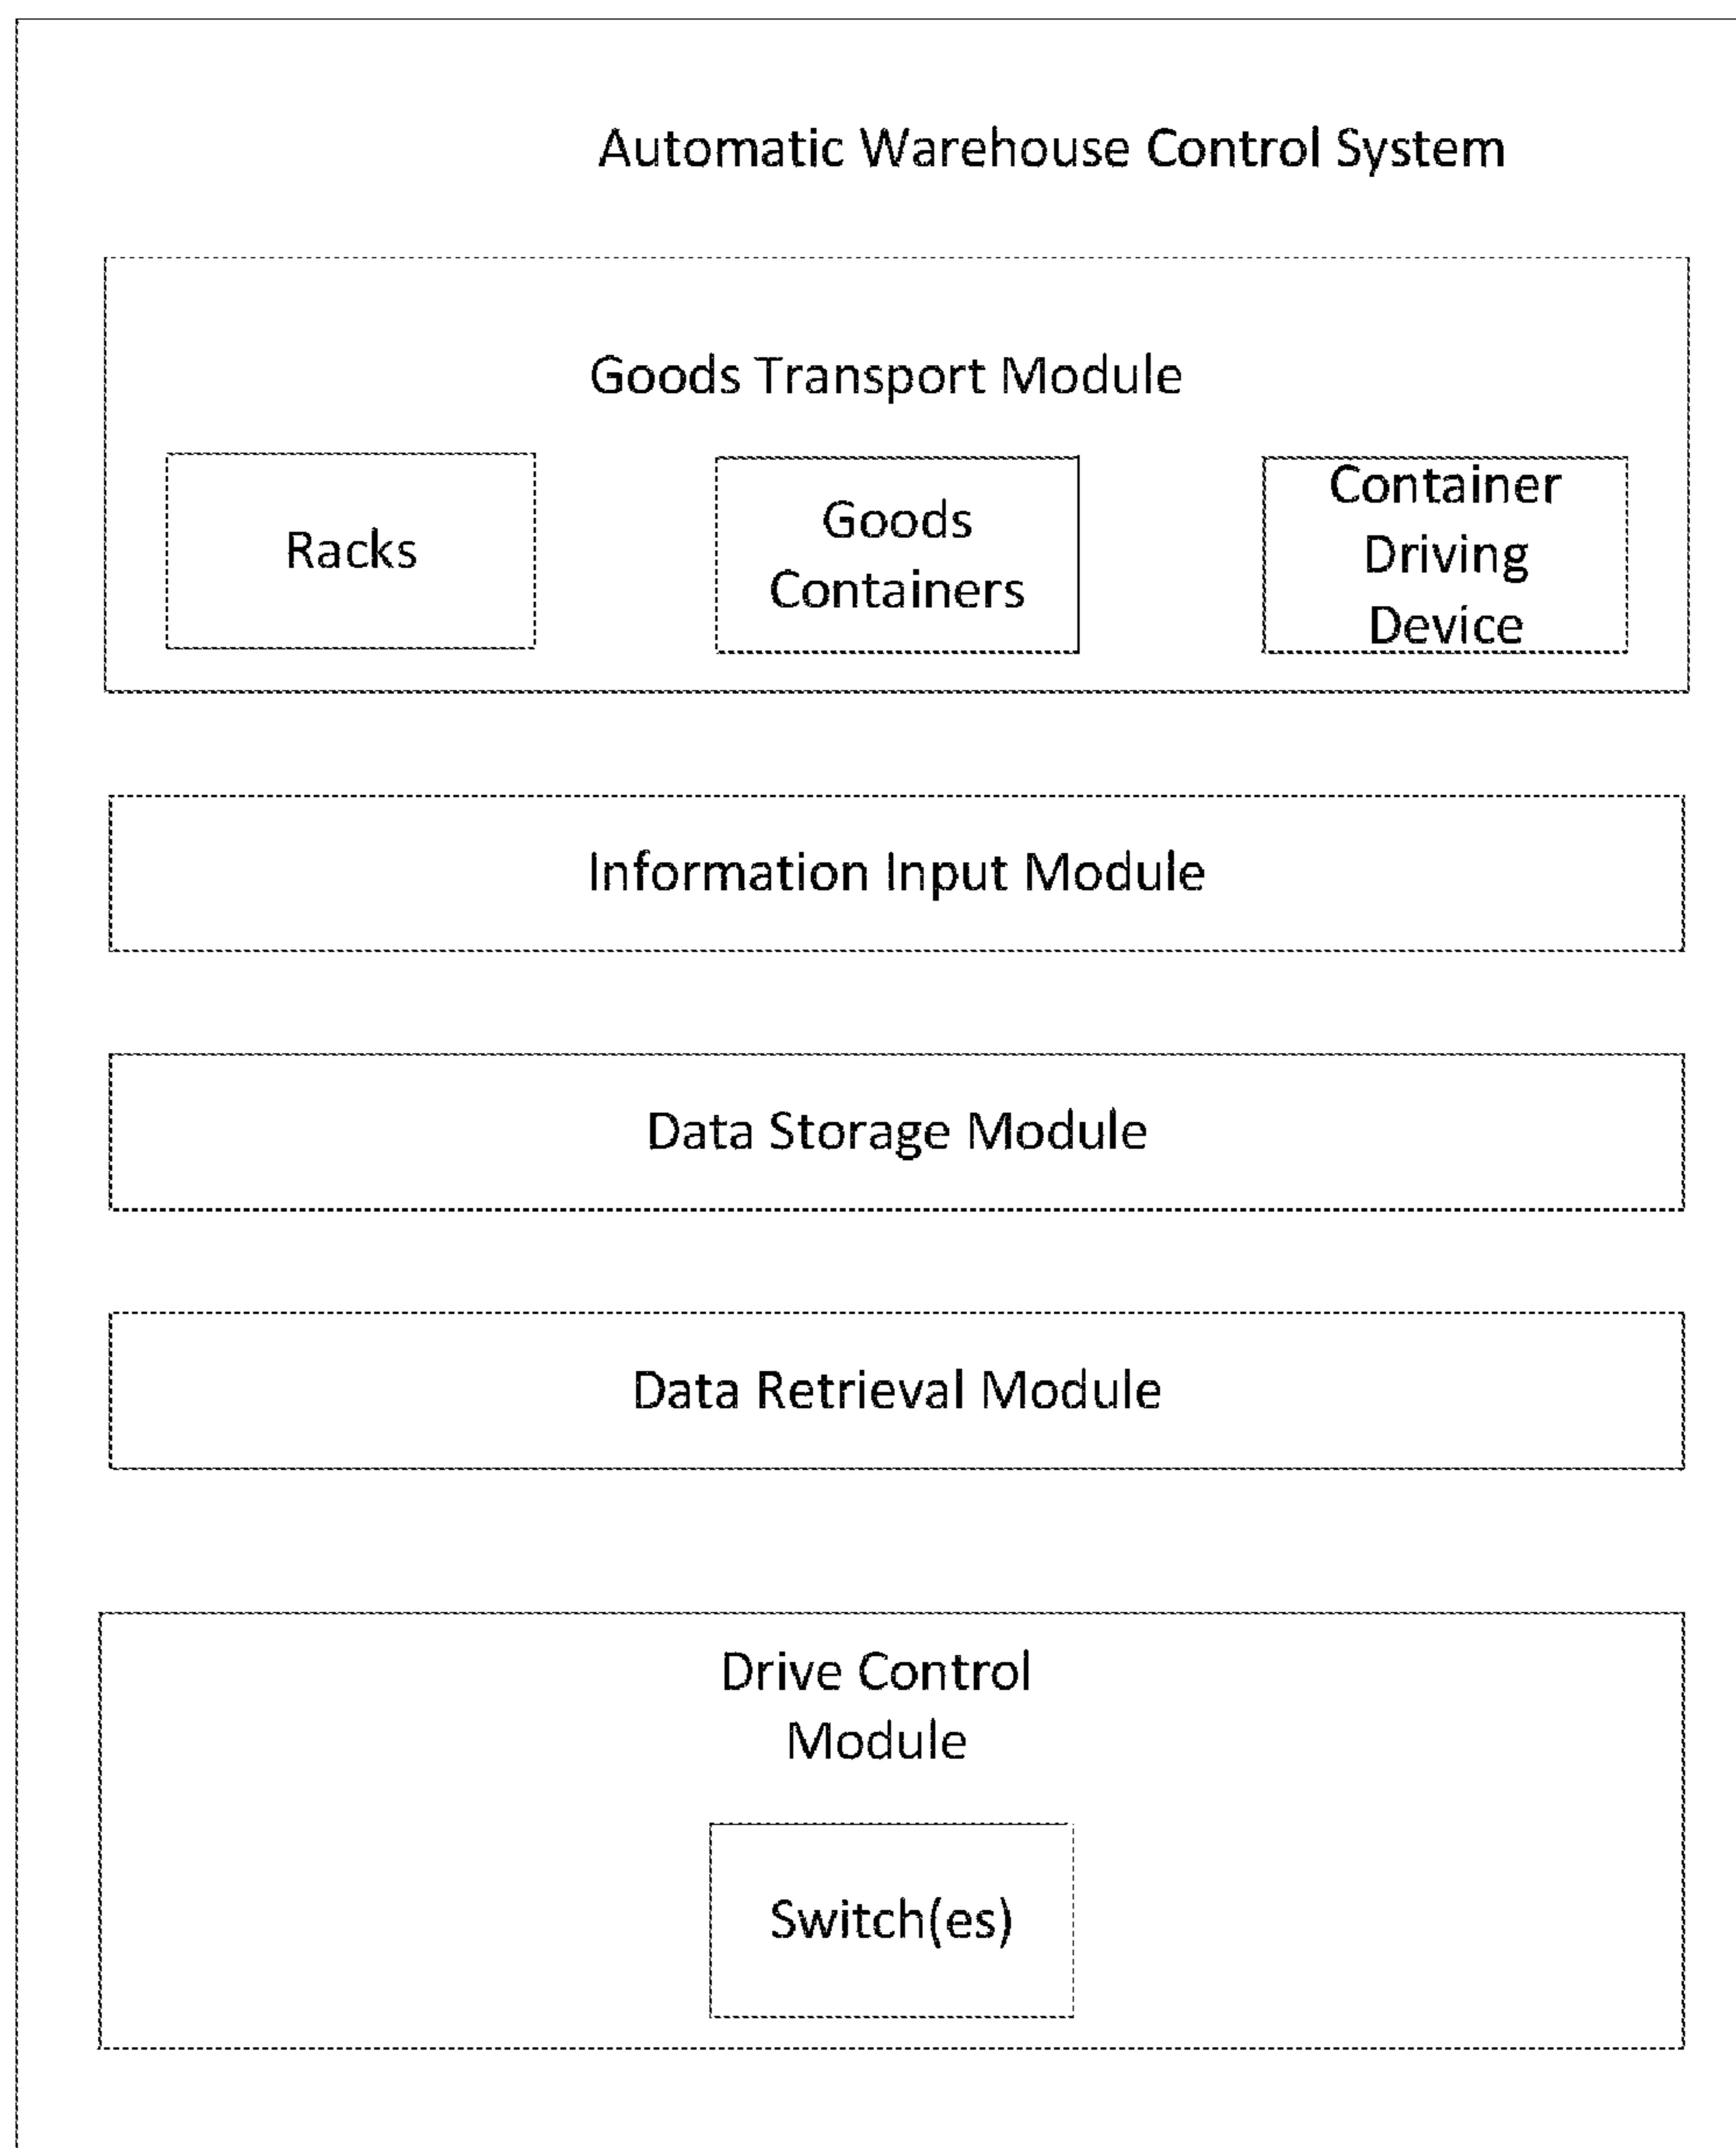 Automatic Warehouse Control System
Goods Transport Module
Racks
Goods
Containers
Container
Driving
Device
Information Input Module
Data Storage Module
Data Retrieval Module
Drive Control
Module
Switch(es)